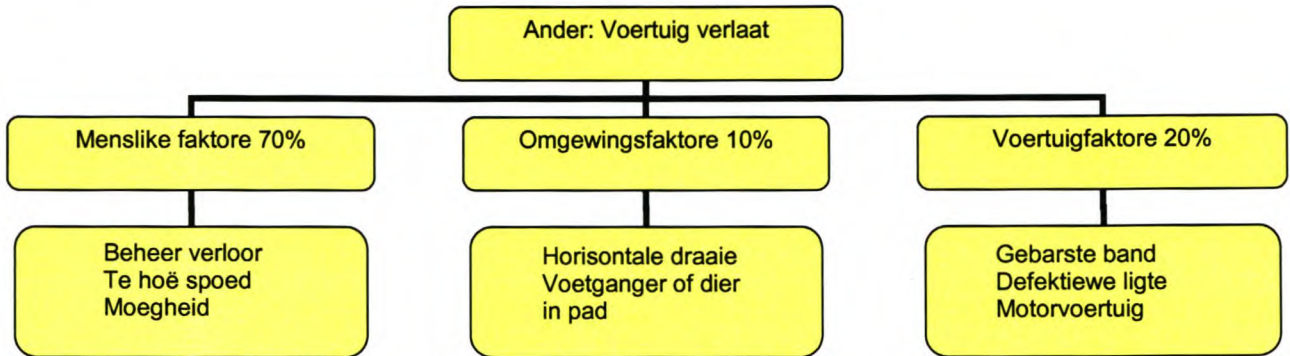 Ander: Voertuig verlaat
Menslike faktore 70%
Omgewingsfaktore 10%
Voertuigfaktore 20%
Beheer verloor
Te hoë spoed
Moegheid
Horisontale draaie
Voetganger of dier
in pad
Gebarste band
Defektiewe ligte
Motorvoertuig